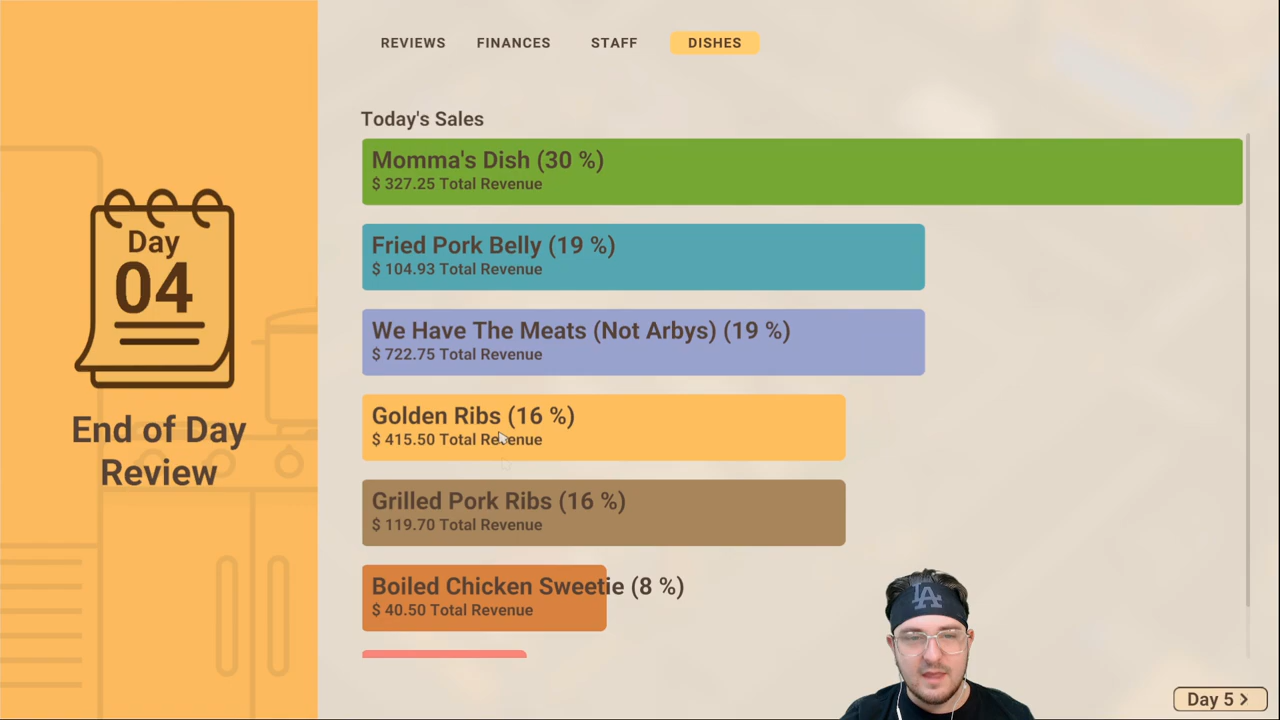 REVIEWS FINANCES STAFF DISHES
Today's Sales
Momma's Dish (30 %)
$ 327.25 Total Revenue
Fried Pork Belly (19 %)
$ 104.93 Total Revenue
We Have The Meats (Not Arbys) (19 %)
$ 722.75 Total Revenue
Golden Ribs (16 %)
$ 415.50 Total Revenue
Grilled Pork Ribs (16 %)
$ 119.70 Total Revenue
Boiled Chicken Sweetie (8 %)
$ 40.50 Total Revenue
Day
04
End of Day
Review
LA
Day 5 >